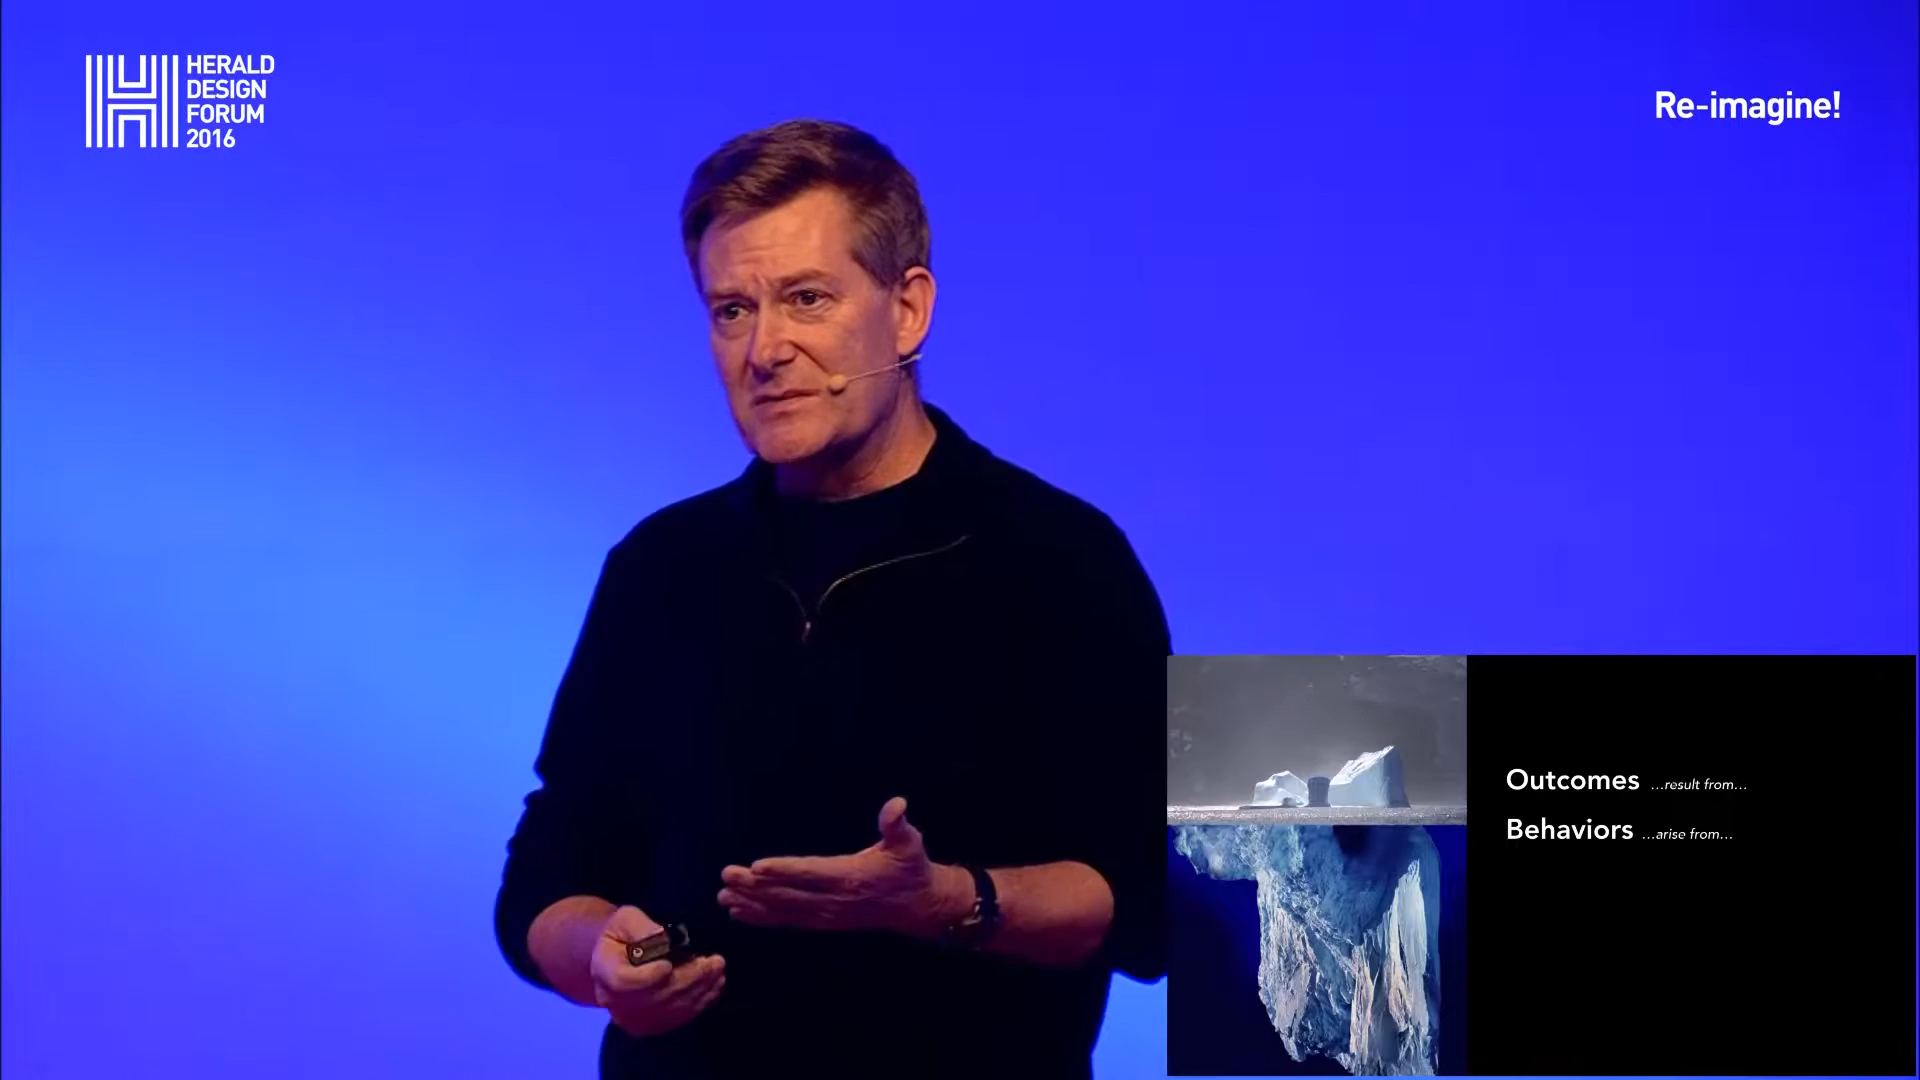 HERALD
DESIGN
FORUM
2016
Re-imagine!
Outcomes ...result from...
Behaviors ...arise from...